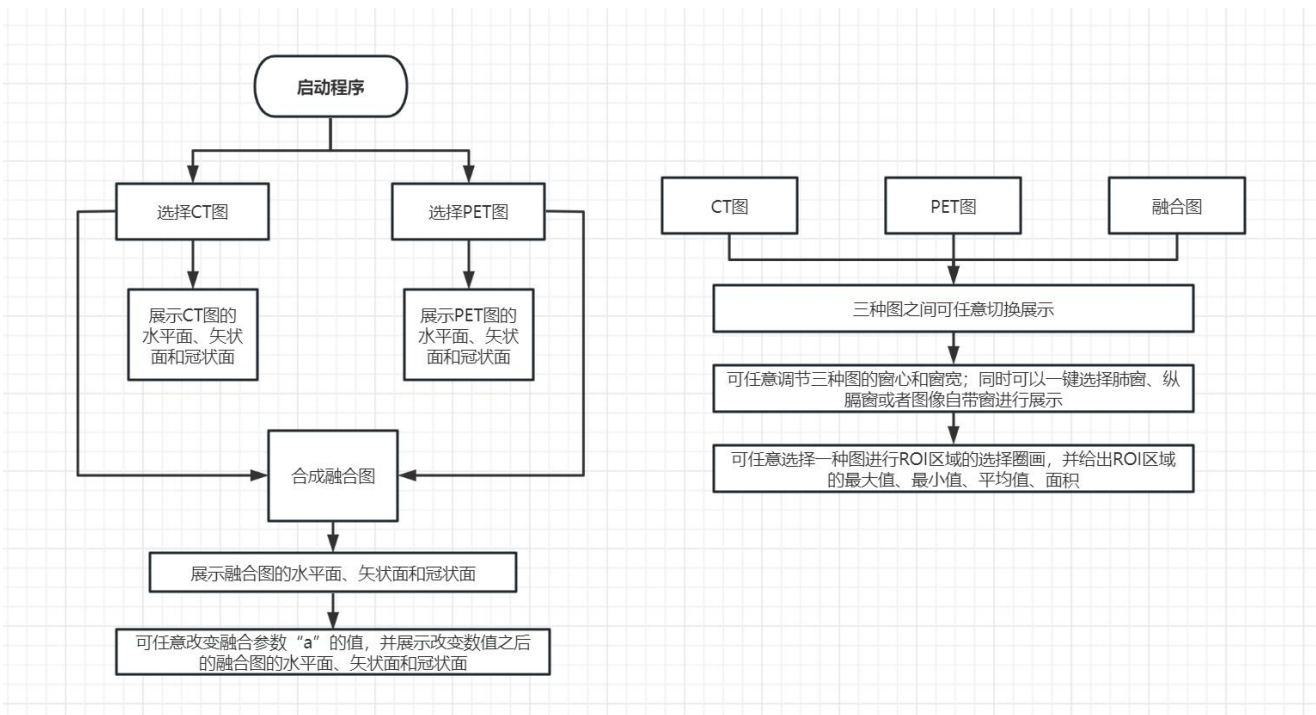 启动程序
选择CT图
选择PET图
展示CT图的
水平面、矢状
面和冠状面
展示PET图的
水平面、矢状
面和冠状面
合成融合图
展示融合图的水平面、矢状面和冠状面
可任意改变融合参数“a”的值，并展示改变数值之后
的融合图的水平面、矢状面和冠状面
CT图
PET图
融合图
三种图之间可任意切换展示
可任意调节三种图的窗心和窗宽；同时可以一键选择肺窗、纵
膈窗或者图像自带窗进行展示
可任意选择一种图进行ROI区域的选择圈画，并给出ROI区域
的最大值、最小值、平均值、面积